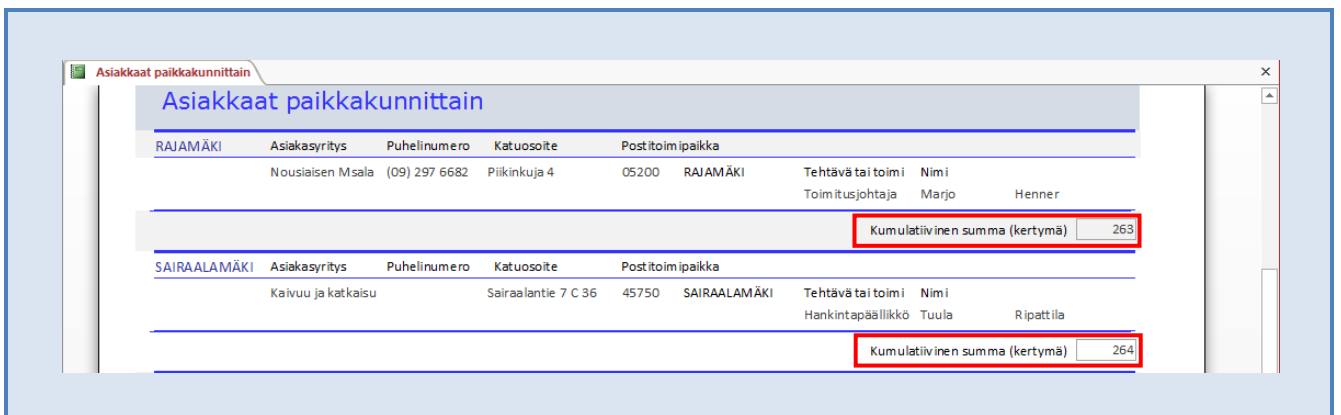 Asiakkaat paikkakunnittain
Asiakkaat paikkakunnittain
RAJAMÄKI Asiakasyritys Puhelinumero Katuosoite Postitoimipaikka
Nousiaisen Msala (09) 297 6682 Piikinkuja 4 05200 RAJAMÄKI Tehtävä tai toimi Nimi
Toimitusjohtaja Marjo Henner
Kumulatiivinen summa (kertymä) 263
SAIRAALAMÄKI Asiakasyritys Puhelinumero Katuosoite Postitoimipaikka
Kaivuu ja katkaisu Sairaalantie 7 C 36 45750 SAIRAALAMÄKI Tehtävä tai toimi Nimi
Hankintapäällikkö Tuula Ripattila
Kumulatiivinen summa (kertymä) 264